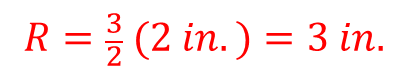 R = 3/2 (2 in.) = 3 in.